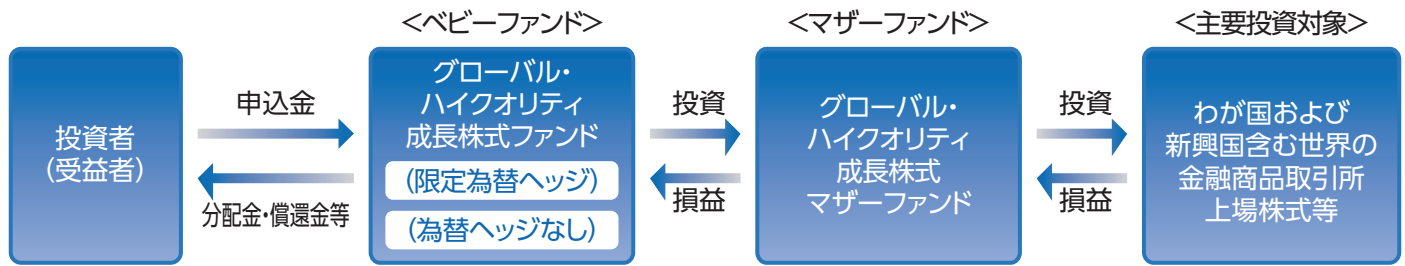 <ベビーファンド>
<マザーファンド>
<主要投資対象>
投資者
(受益者)
申込金
分配金・償還金等
グローバル・
ハイクオリティ
成長株式ファンド
(限定為替ヘッジ)
(為替ヘッジなし)
投資
損益
グローバル・
ハイクオリティ
成長株式
マザーファンド
投資
損益
わが国および
新興国含む世界の
金融商品取引所
上場株式等